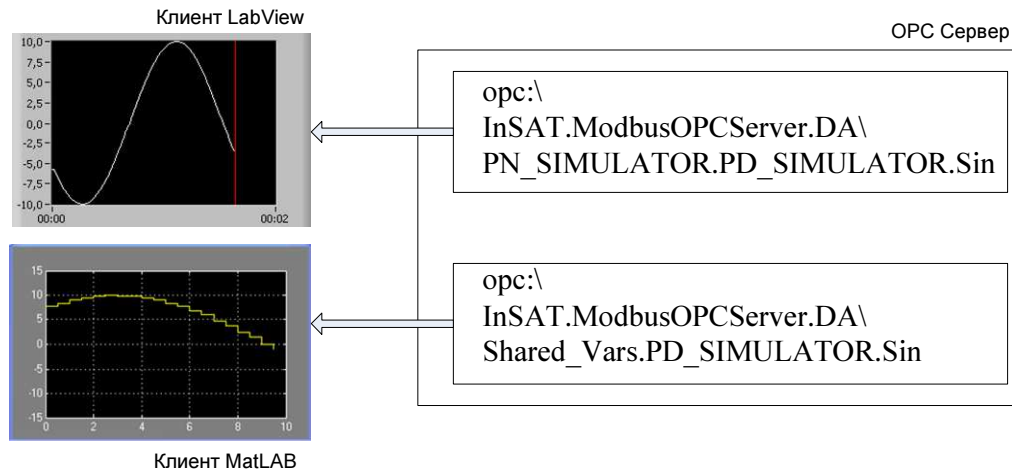 Клиент LabView
10,0
7,5
5,0
2,5
0,0
-2,5
-5,0
-7,5
-10,0
00:00 00:02
15
10
5
0
-5
-10
-15
0 2 4 6 8 10
Клиент MatLAB
OPC Сервер
opc:\
InSAT.ModbusOPCServer.DA\
PN_SIMULATOR.PD_SIMULATOR.Sin
opc:\
InSAT.ModbusOPCServer.DA\
Shared_Vars.PD_SIMULATOR.Sin